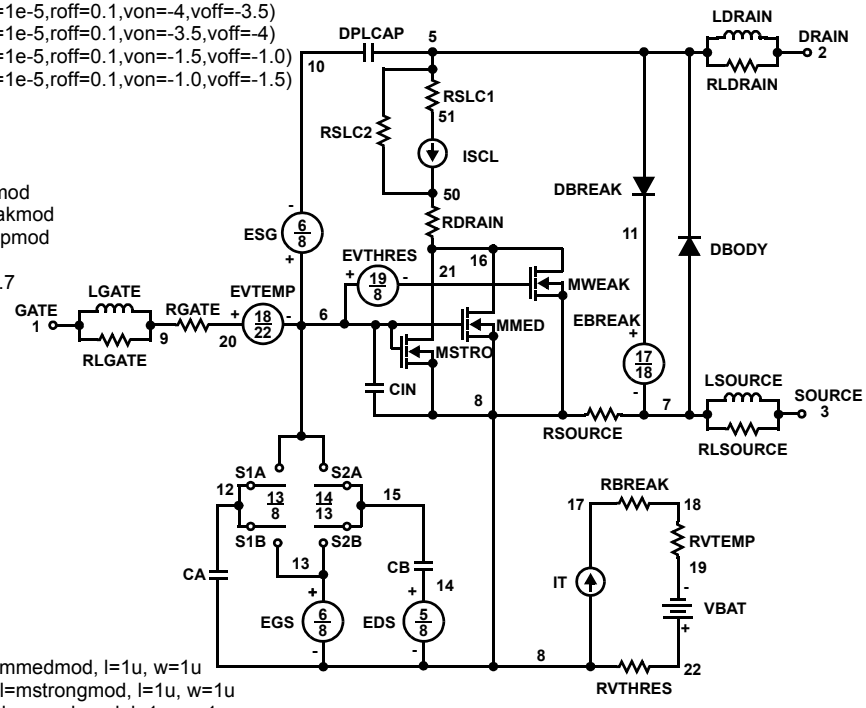 =1e-5,roff=0.1,von=-4,voff=-3.5)
=1e-5,roff=0.1,von=-3.5,voff=-4)
=1e-5,roff=0.1,von=-1.5,voff=-1.0)
=1e-5,roff=0.1,von=-1.0,voff=-1.5)
LDRAIN
DPLCAP
5
DRAIN
2
10
RLDRAIN
RSLC1
51
RSLC2
ISCL
50
DBREAK
RDRAIN
mod
akmod
pmod
-
ESG
6
8
+
11
DBODY
EVTHRES
+
19
8
-
21
16
MWEAK
.7
LGATE
GATE
1
RGATE
EVTEMP
+
18
22
-
6
MMED
EBREAK
+
17
18
-
9
20
RLGATE
MSTRO
CIN
8
7
LSOURCE
SOURCE
3
RSOURCE
RLSOURCE
S1A
S2A
12
13
8
14
13
15
S1B
S2B
13
CA
CB
14
+
EGS
6
8
-
+
EDS
5
8
-
RBREAK
17
18
RVTEMP
19
-
IT
VBAT
+
8
22
RVTHRES
mmedmod, l=1u, w=1u
l=mstrongmod, l=1u, w=1u